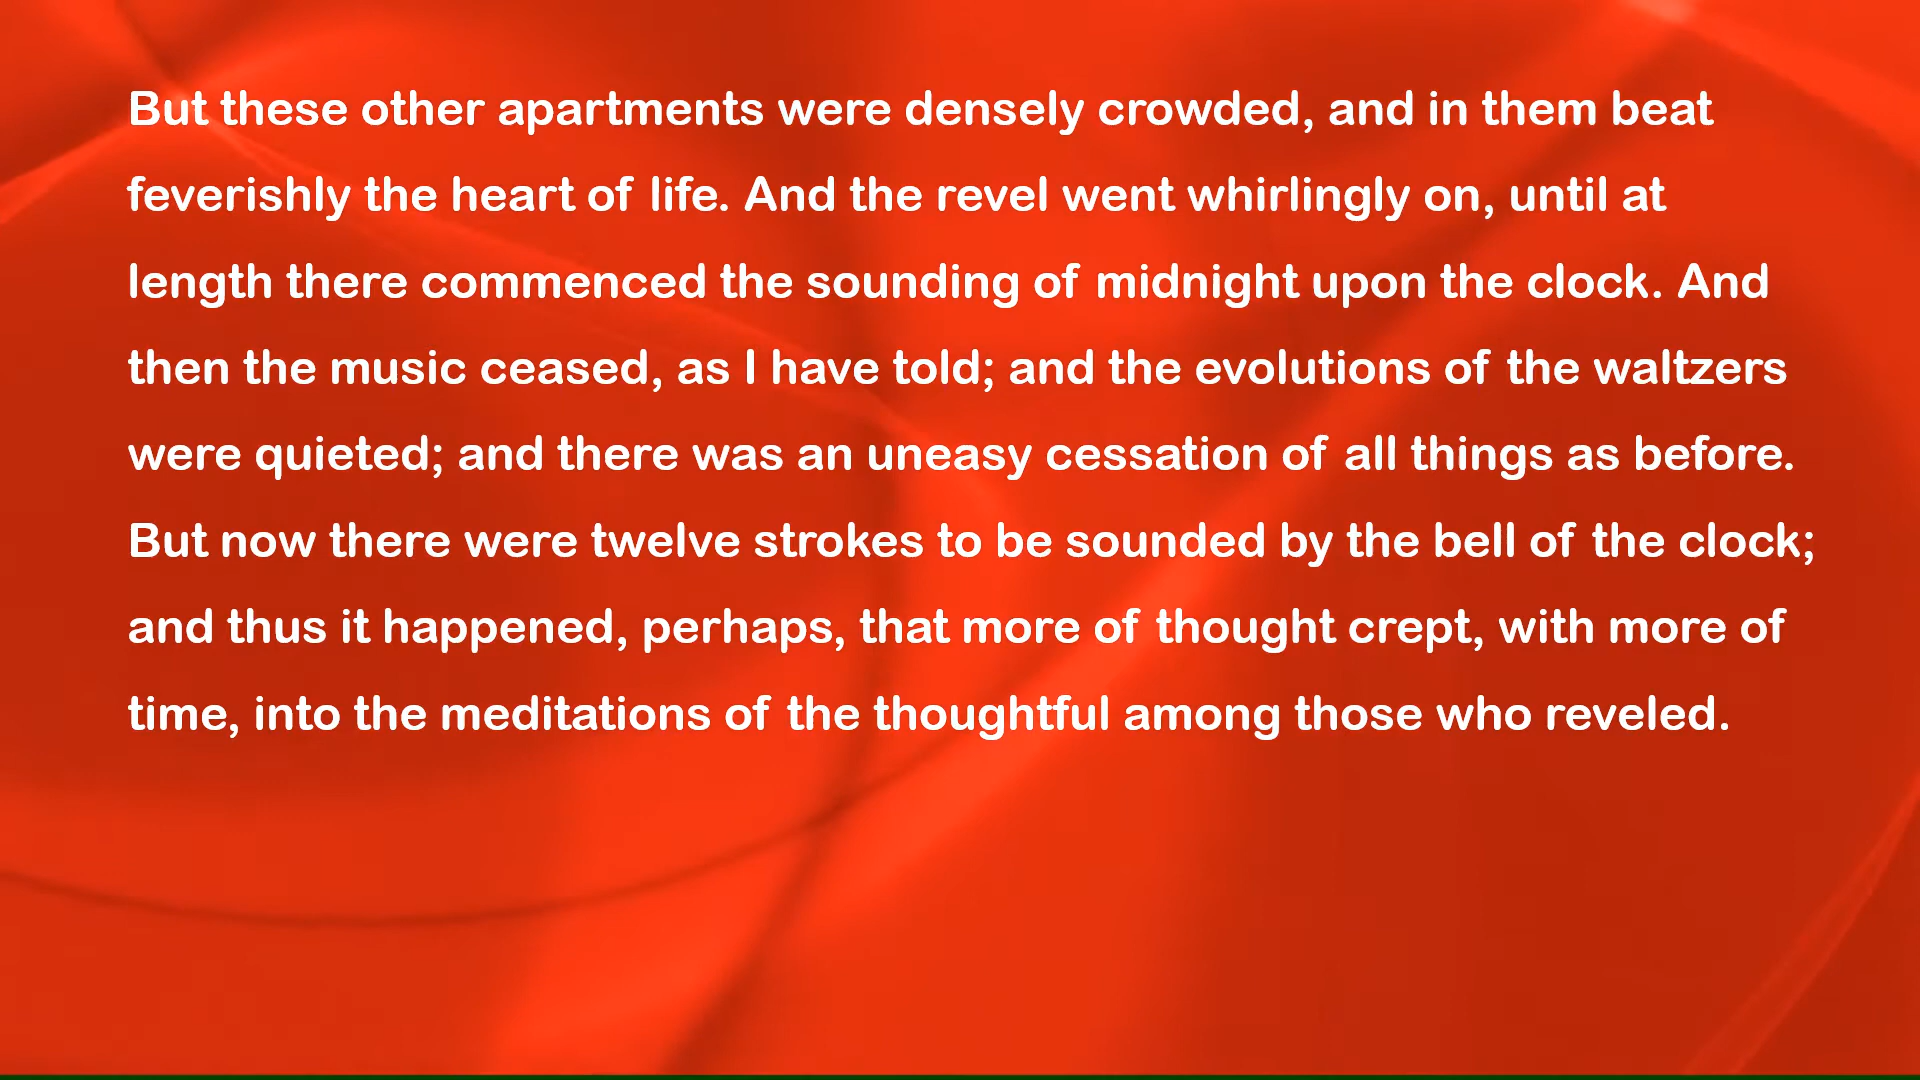 But these other apartments were densely crowded, and in them beat
feverishly the heart of life. And the revel went whirlingly on, until at
length there commenced the sounding of midnight upon the clock. And
then the music ceased, as I have told; and the evolutions of the waltzers
were quieted; and there was an uneasy cessation of all things as before.
But now there were twelve strokes to be sounded by the bell of the clock;
and thus it happened, perhaps, that more of thought crept, with more of
time, into the meditations of the thoughtful among those who reveled.